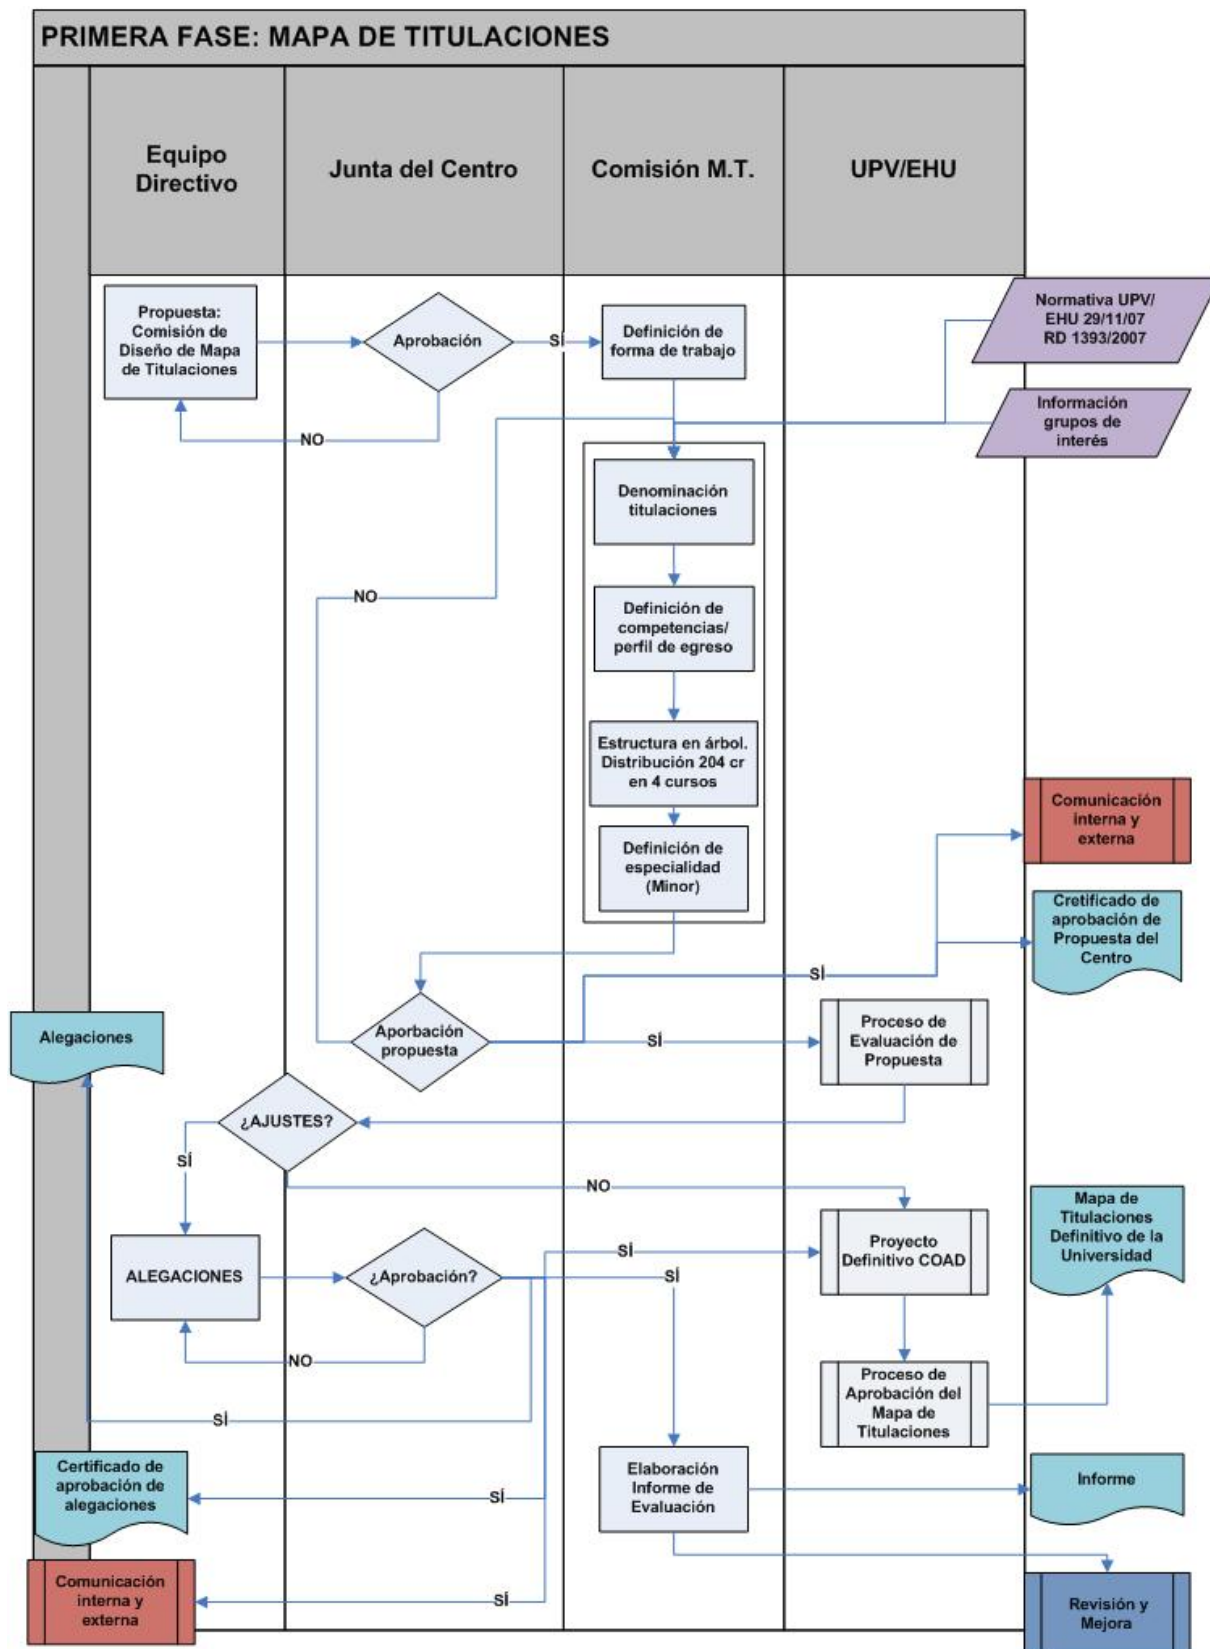 PRIMERA FASE: MAPA DE TITULACIONES
Equipo
Directivo
Junta del Centro
Comisión M.T.
UPV/EHU
Propuesta:
Comisión de
Diseño de Mapa
de Titulaciones
Aprobación
SÍ
Definición de
forma de trabajo
Normativa UPV/
EHU 29/11/07
RD 1393/2007
NO
Información
grupos de
interés
Denominación
titulaciones
NO
Definición de
competencias/
perfil de egreso
Estructura en árbol.
Distribución 204 cr
en 4 cursos
Comunicación
interna y
externa
Definición de
especialidad
(Minor)
Cretificado de
aprobación de
Propuesta del
Centro
SÍ
Alegaciones
Aporbación
propuesta
SÍ
Proceso de
Evaluación de
Propuesta
¿AJUSTES?
SÍ
NO
Mapa de
Titulaciones
Definitivo de la
Universidad
ALEGACIONES
¿Aprobación?
SÍ
SÍ
Proyecto
Definitivo COAD
NO
Proceso de
Aprobación del
Mapa de
Titulaciones
SÍ
Certificado de
aprobación de
alegaciones
SÍ
Elaboración
Informe de
Evaluación
Informe
Comunicación
interna y
externa
SÍ
Revisión y
Mejora